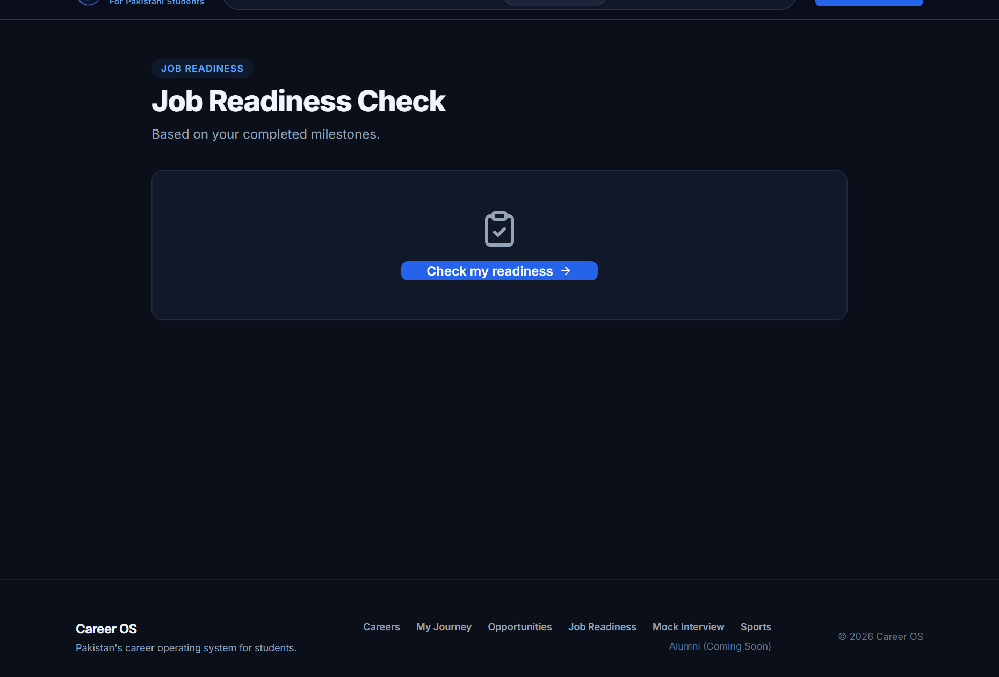 For Pakistani Students
JOB READINESS
Job Readiness Check
Based on your completed milestones.
Check my readiness
Career OS
Pakistan's career operating system for students.
Careers My Journey Opportunities Job Readiness Mock Interview Sports
Alumni (Coming Soon)
© 2026 Career OS